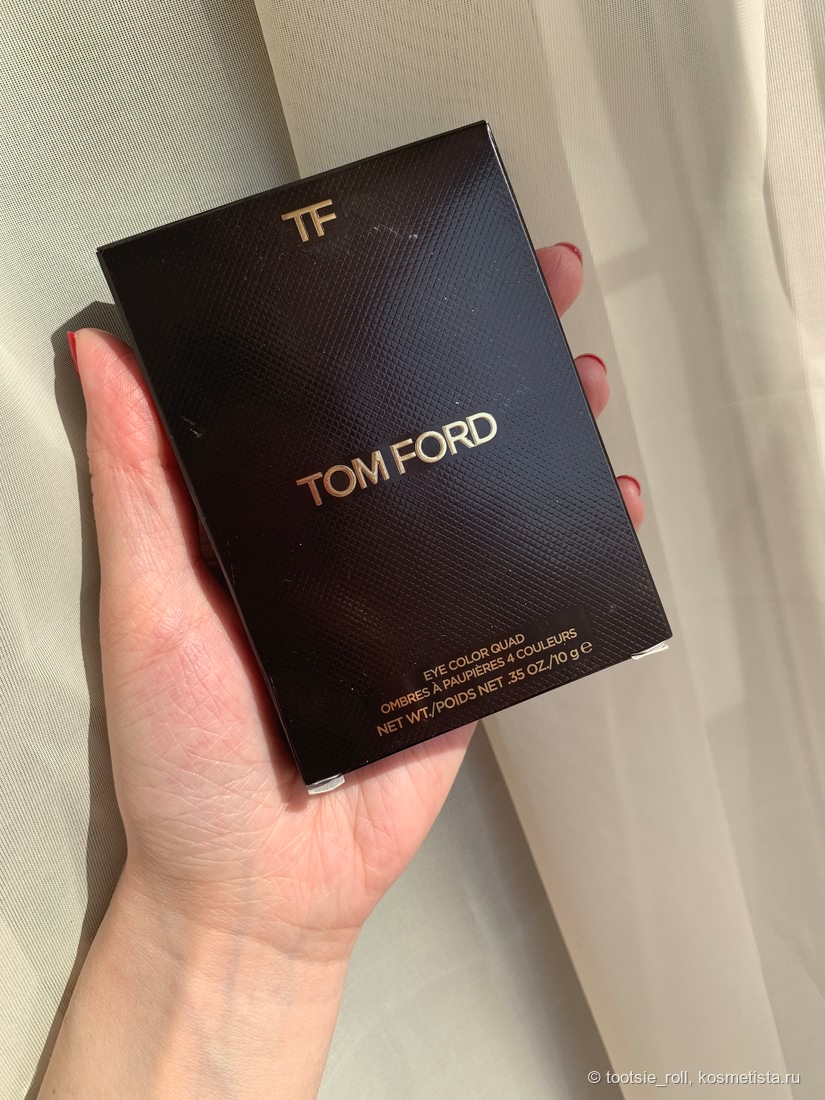 TF
TOM FORD
EYE COLOR QUAD
OMBRES À PAUPIÈRES 4 COULEURS
NET WT./POIDS NET .35 OZ./10 g ℮
© tootsie_roll, kosmetista.ru